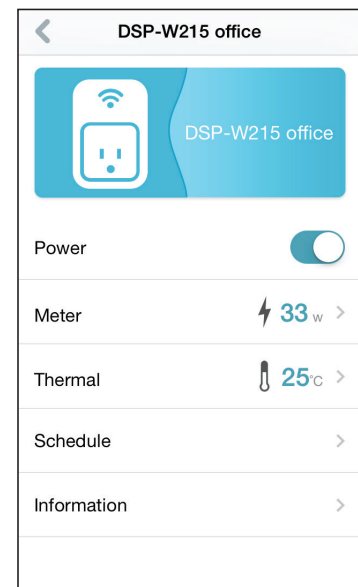 DSP-W215 office
DSP-W215 office
Power
Meter 33 w
Thermal 25°C
Schedule
Information